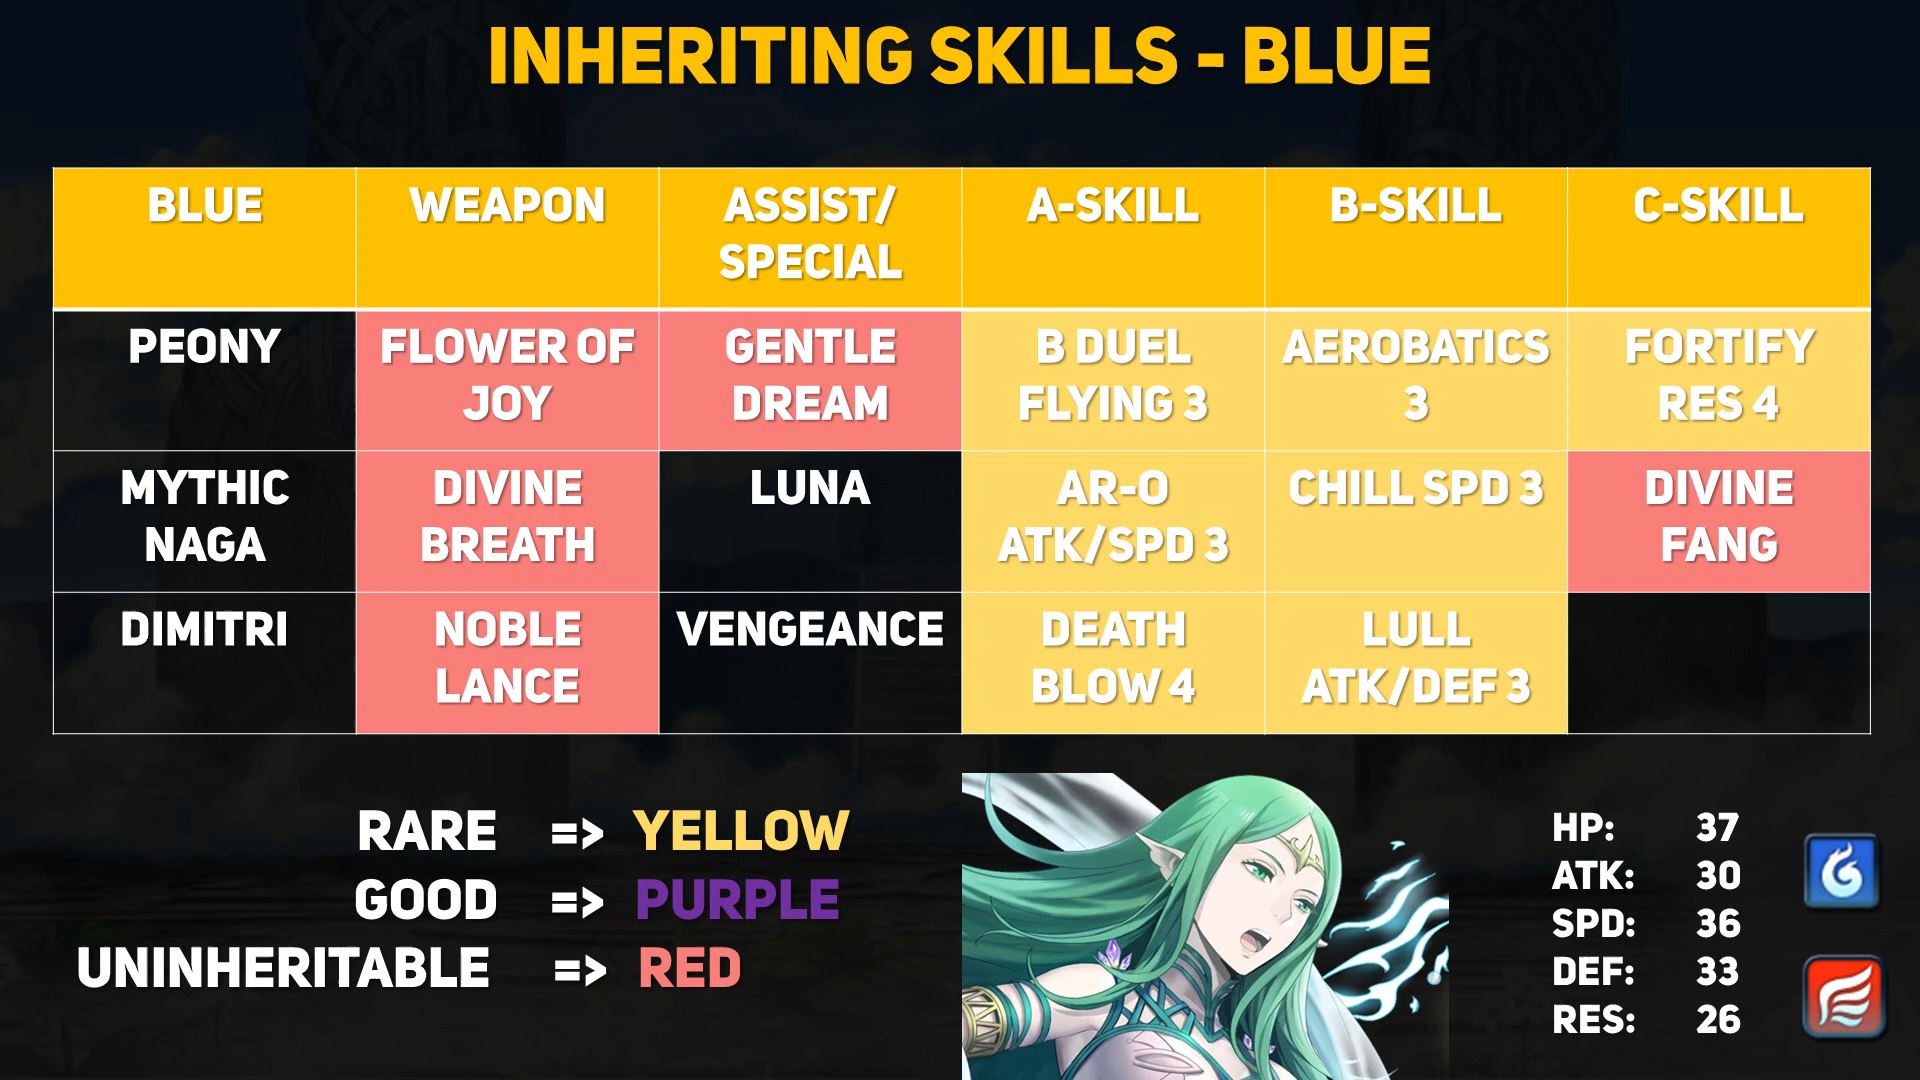 INHERITING SKILLS - BLUE
BLUE WEAPON ASSIST/ A-SKILL B-SKILL C-SKILL
SPECIAL
PEONY FLOWER OF GENTLE B DUEL AEROBATICS FORTIFY
JOY DREAM FLYING 3 3 RES 4
MYTHIC DIVINE LUNA AR-O CHILL SPD 3 DIVINE
NAGA BREATH ATK/SPD 3 FANG
DIMITRI NOBLE VENGEANCE DEATH LULL
LANCE BLOW 4 ATK/DEF 3
RARE => YELLOW
GOOD => PURPLE
UNINHERITABLE => RED
HP: 37
ATK: 30
SPD: 36
DEF: 33
RES: 26